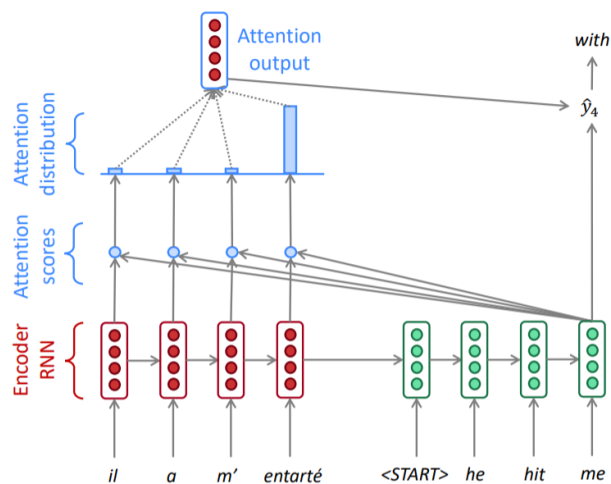 Attention
output
with
ŷ₄
Attention
distribution
Attention
scores
Encoder
RNN
il a m’ entarté <START> he hit me